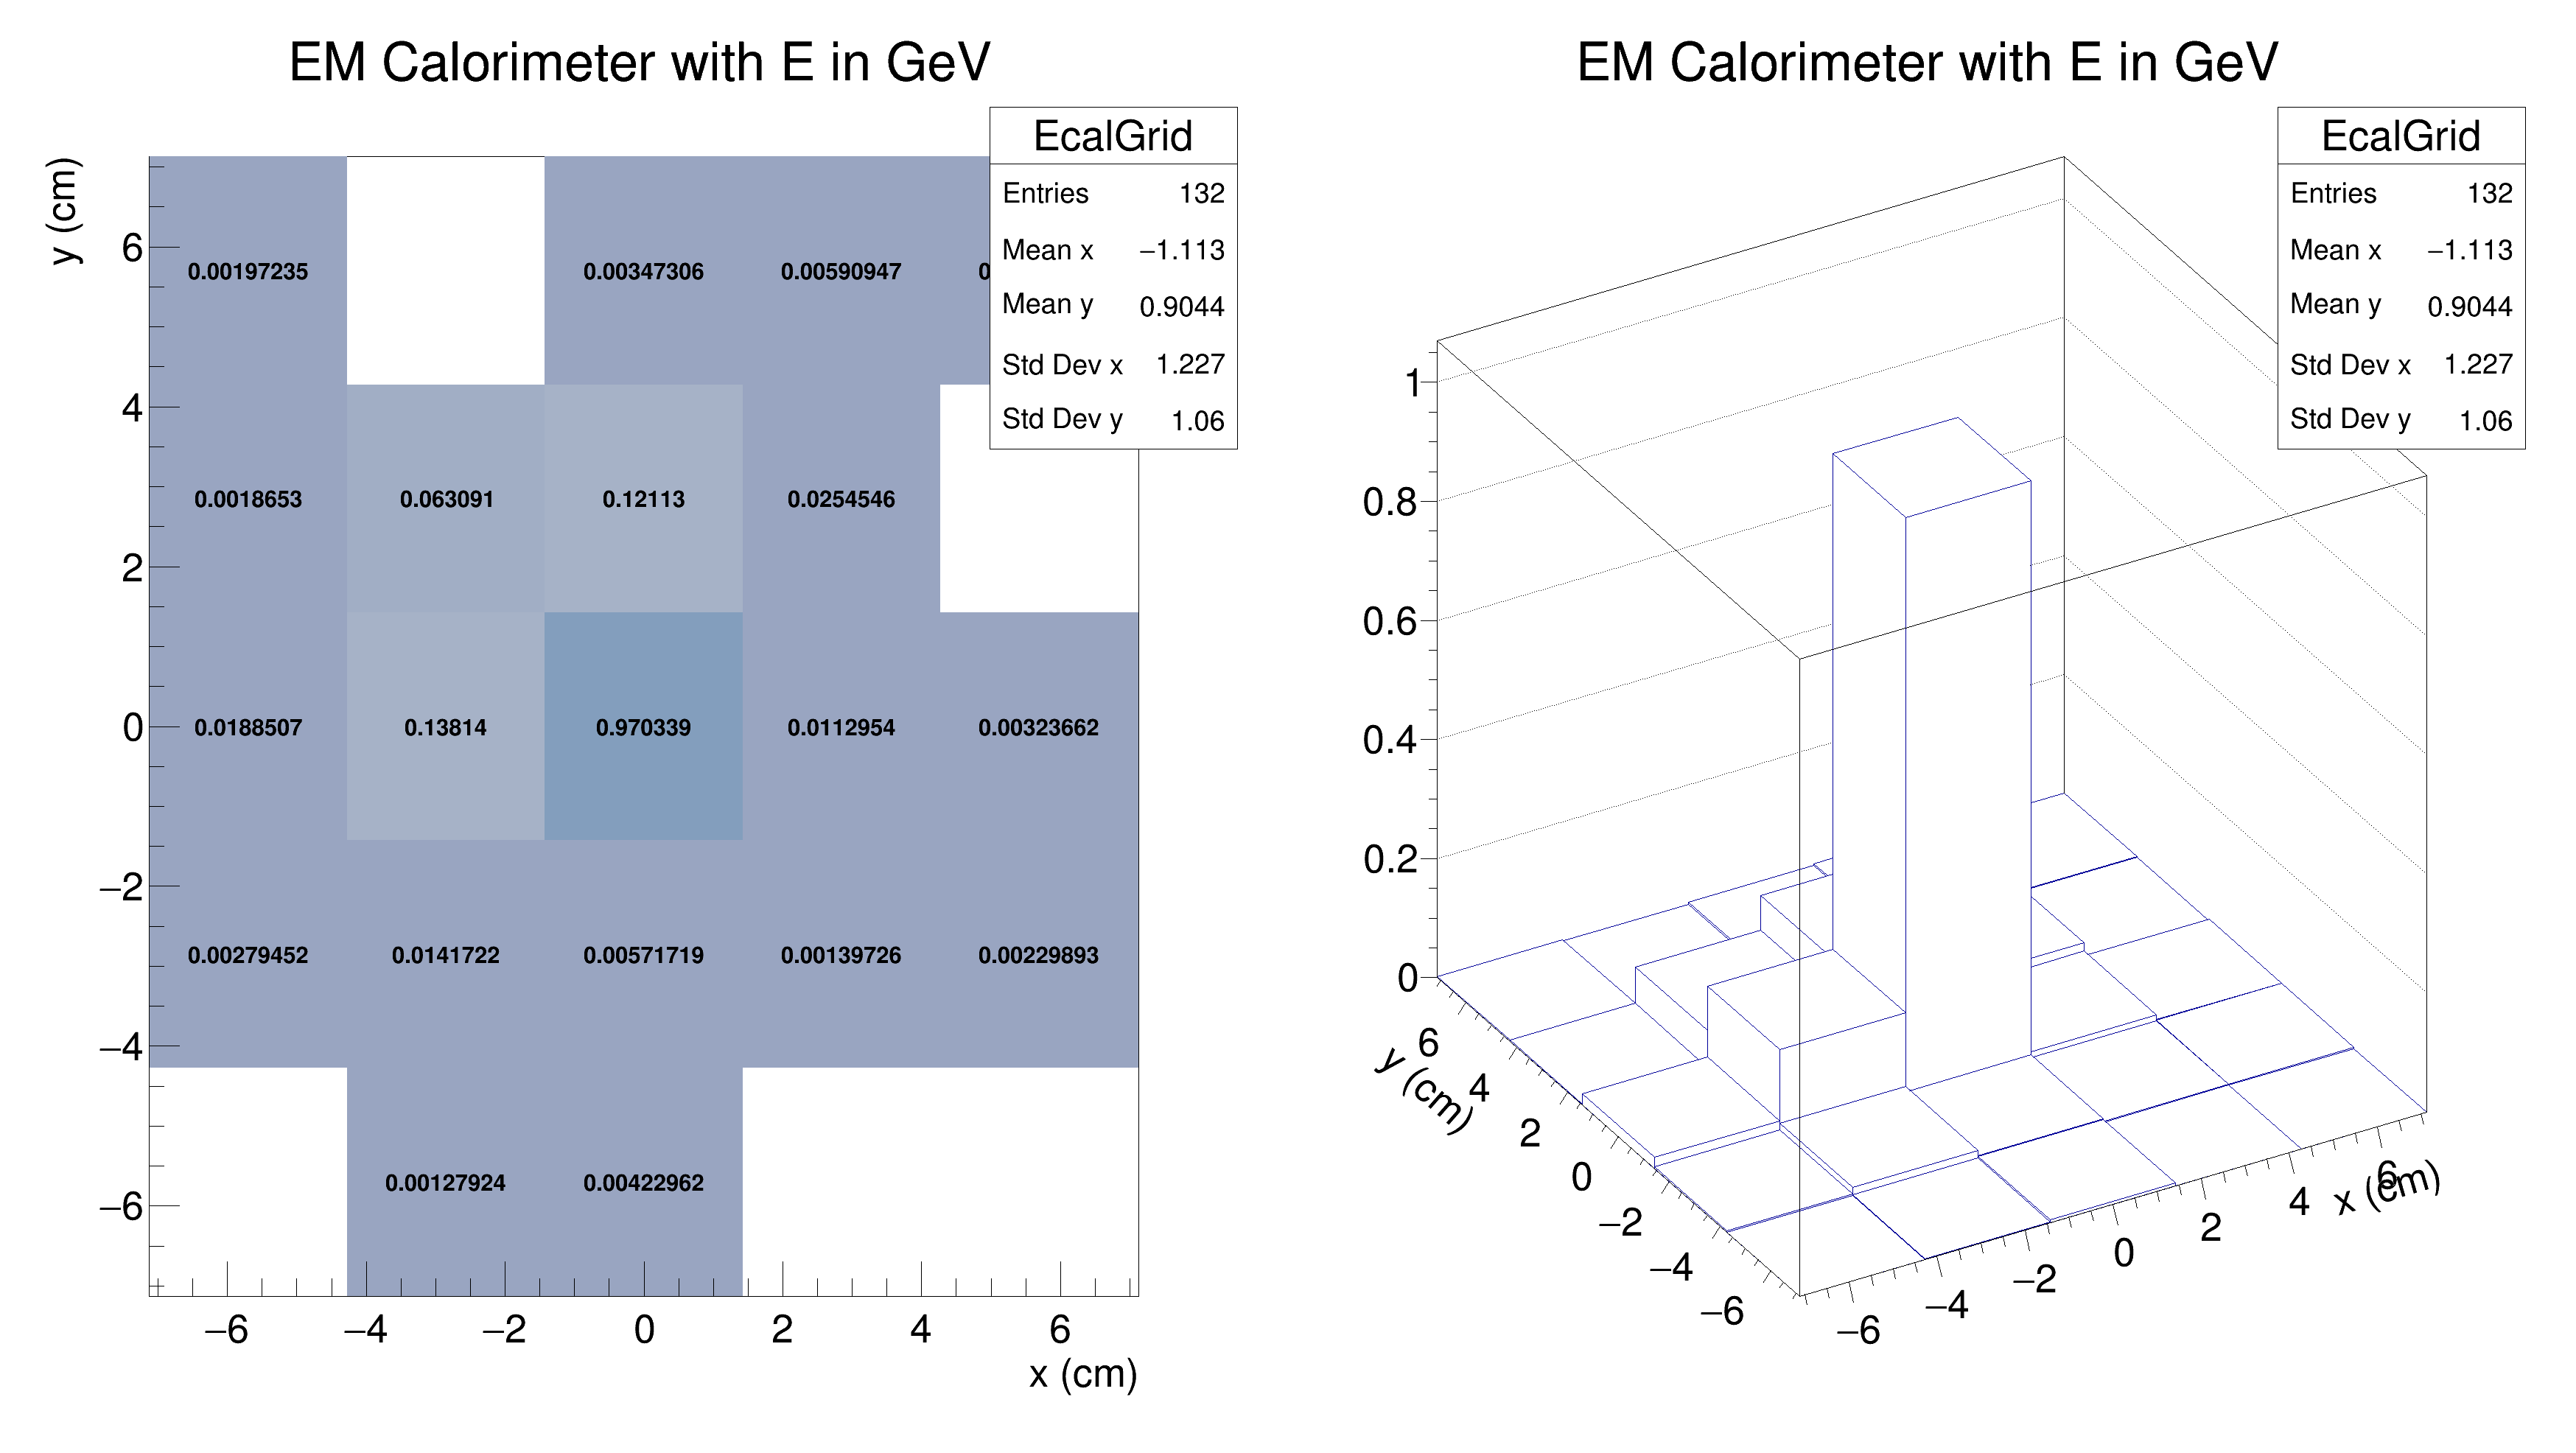 EM Calorimeter with E in GeV
EcalGrid
Entries 132
Mean x −1.113
Mean y 0.9044
Std Dev x 1.227
Std Dev y 1.06
y (cm)
6
4
2
0
−2
−4
−6
0.00197235 0.00347306 0.00590947
0.0018653 0.063091 0.12113 0.0254546
0.0188507 0.13814 0.970339 0.0112954 0.00323662
0.00279452 0.0141722 0.00571719 0.00139726 0.00229893
0.00127924 0.00422962
−6 −4 −2 0 2 4 6
x (cm)
EM Calorimeter with E in GeV
EcalGrid
Entries 132
Mean x −1.113
Mean y 0.9044
Std Dev x 1.227
Std Dev y 1.06
1
0.8
0.6
0.4
0.2
0
y (cm)
6
4
2
0
−2
−4
−6
−6
−4
−2
0
2
4
6
x (cm)